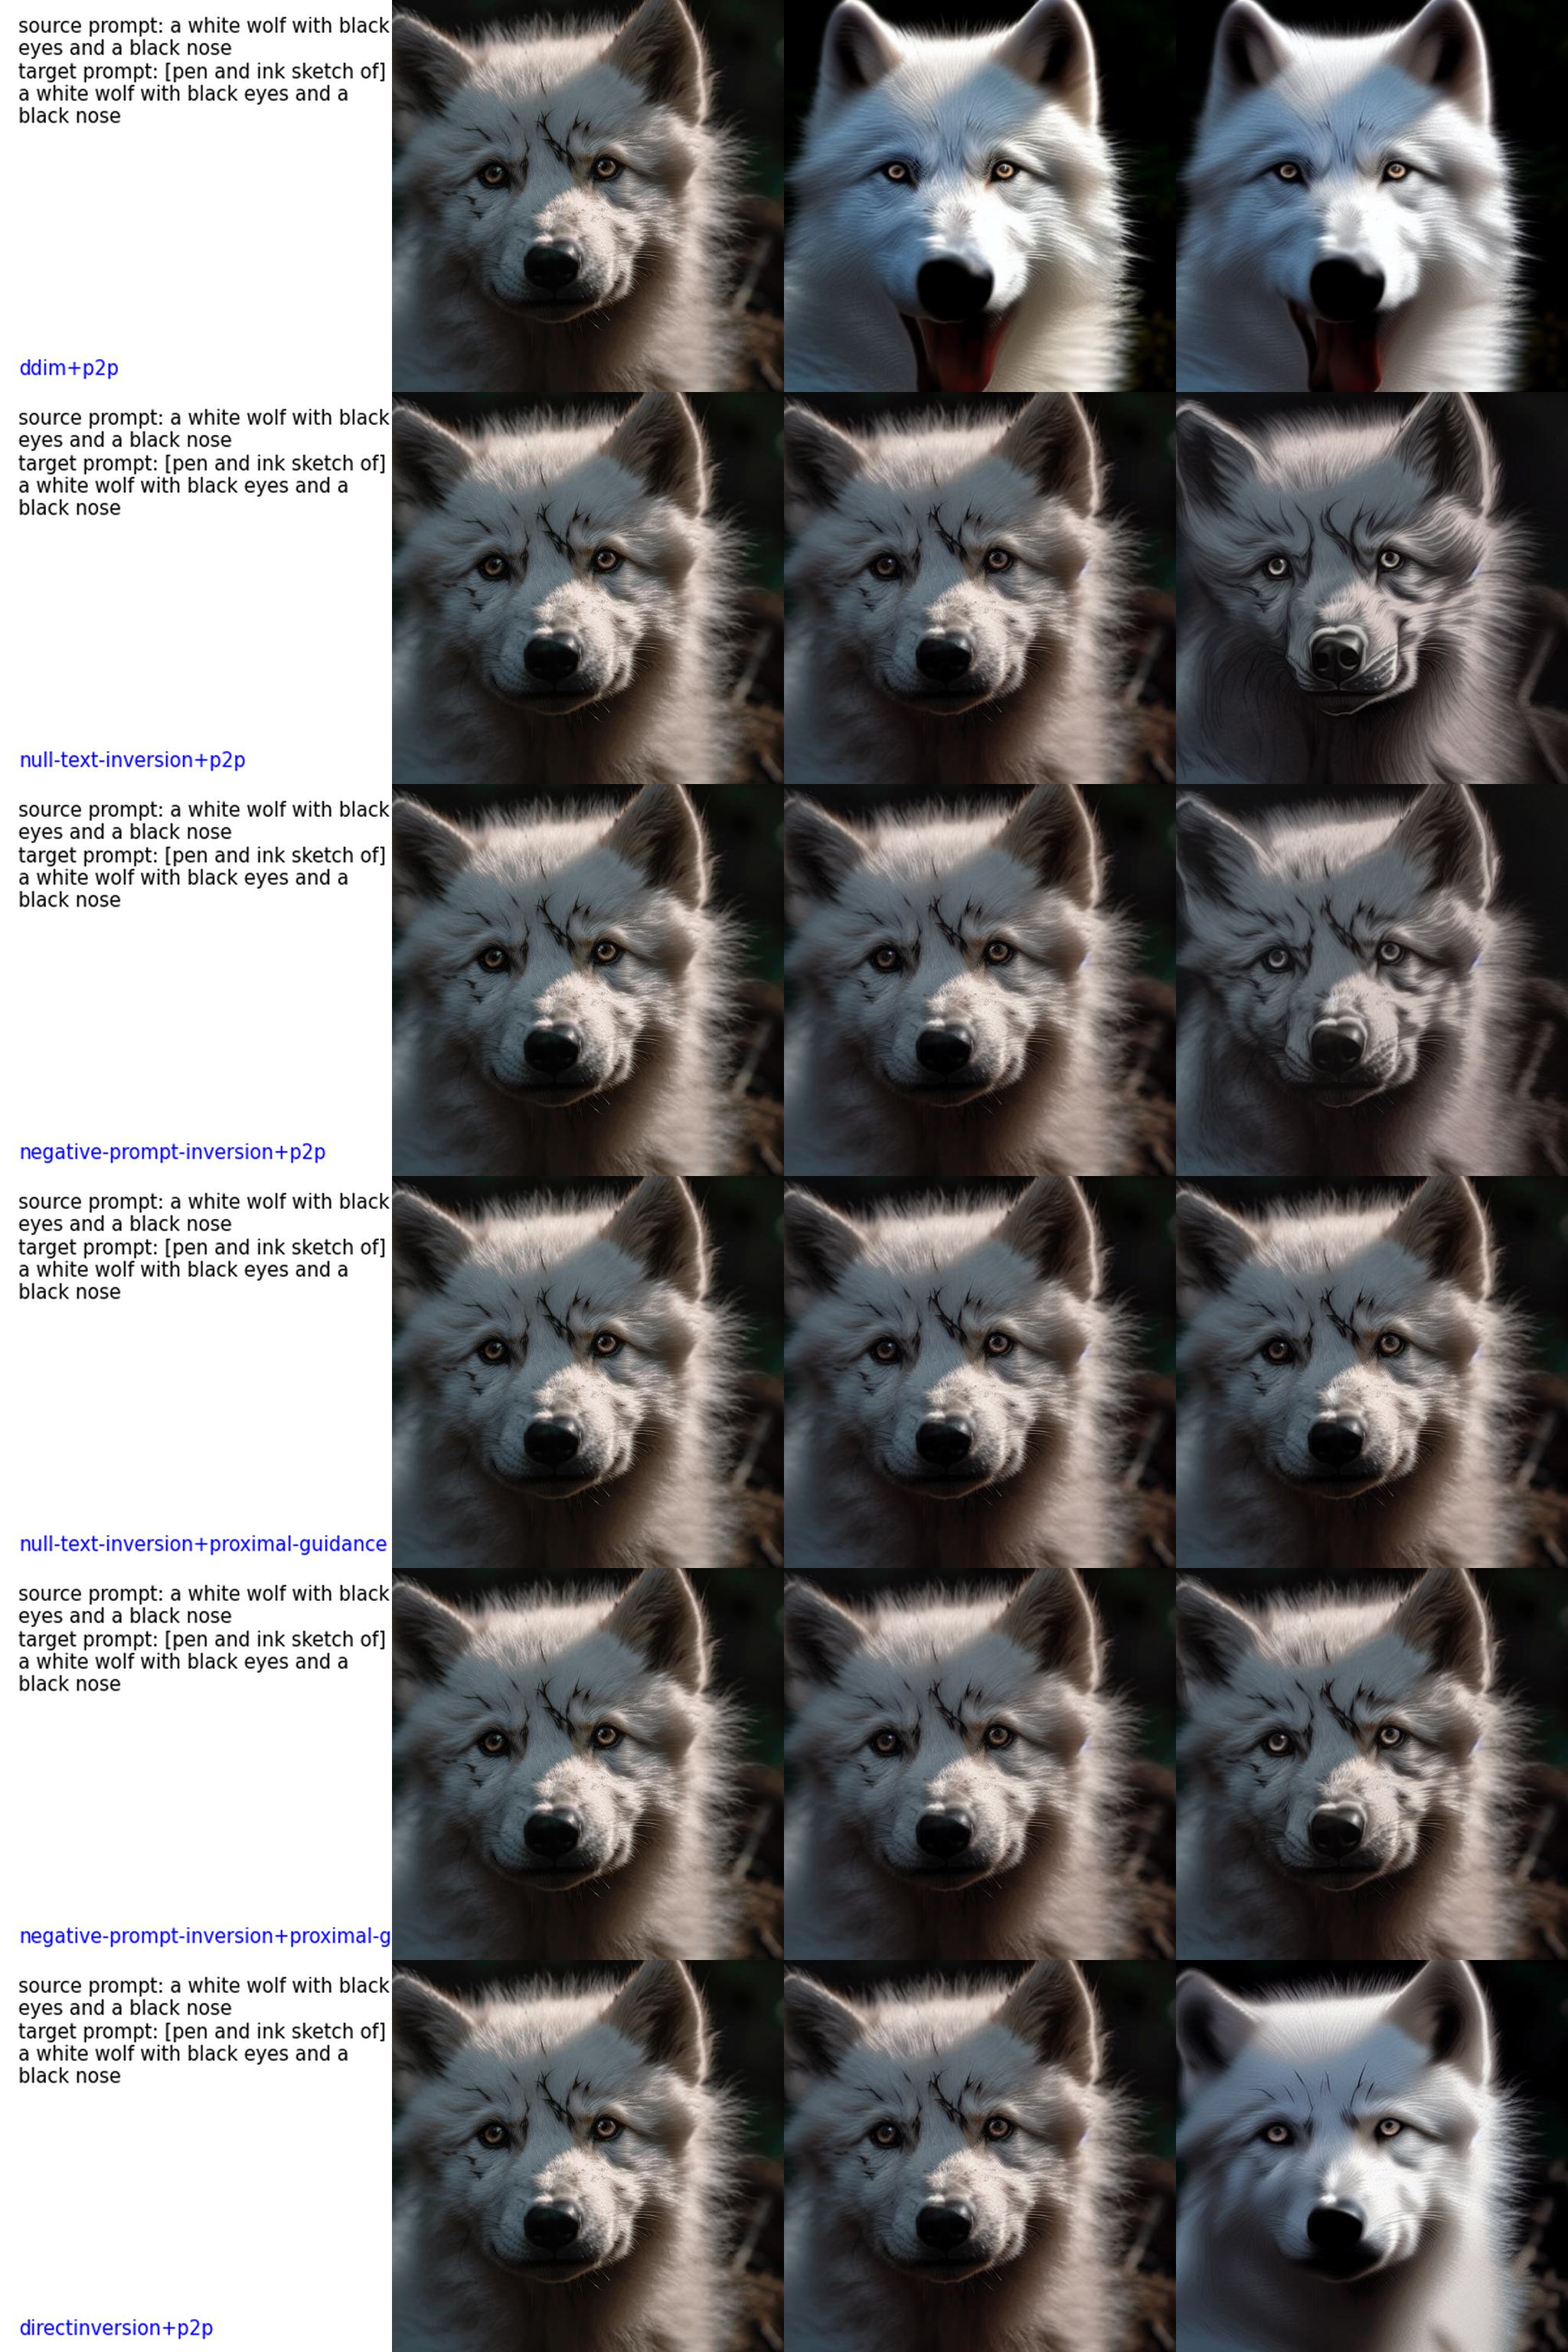 source prompt: a white wolf with black
eyes and a black nose
target prompt: [pen and ink sketch of]
a white wolf with black eyes and a
black nose
ddim+p2p
source prompt: a white wolf with black
eyes and a black nose
target prompt: [pen and ink sketch of]
a white wolf with black eyes and a
black nose
null-text-inversion+p2p
source prompt: a white wolf with black
eyes and a black nose
target prompt: [pen and ink sketch of]
a white wolf with black eyes and a
black nose
negative-prompt-inversion+p2p
source prompt: a white wolf with black
eyes and a black nose
target prompt: [pen and ink sketch of]
a white wolf with black eyes and a
black nose
null-text-inversion+proximal-guidance
source prompt: a white wolf with black
eyes and a black nose
target prompt: [pen and ink sketch of]
a white wolf with black eyes and a
black nose
negative-prompt-inversion+proximal-g
source prompt: a white wolf with black
eyes and a black nose
target prompt: [pen and ink sketch of]
a white wolf with black eyes and a
black nose
directinversion+p2p